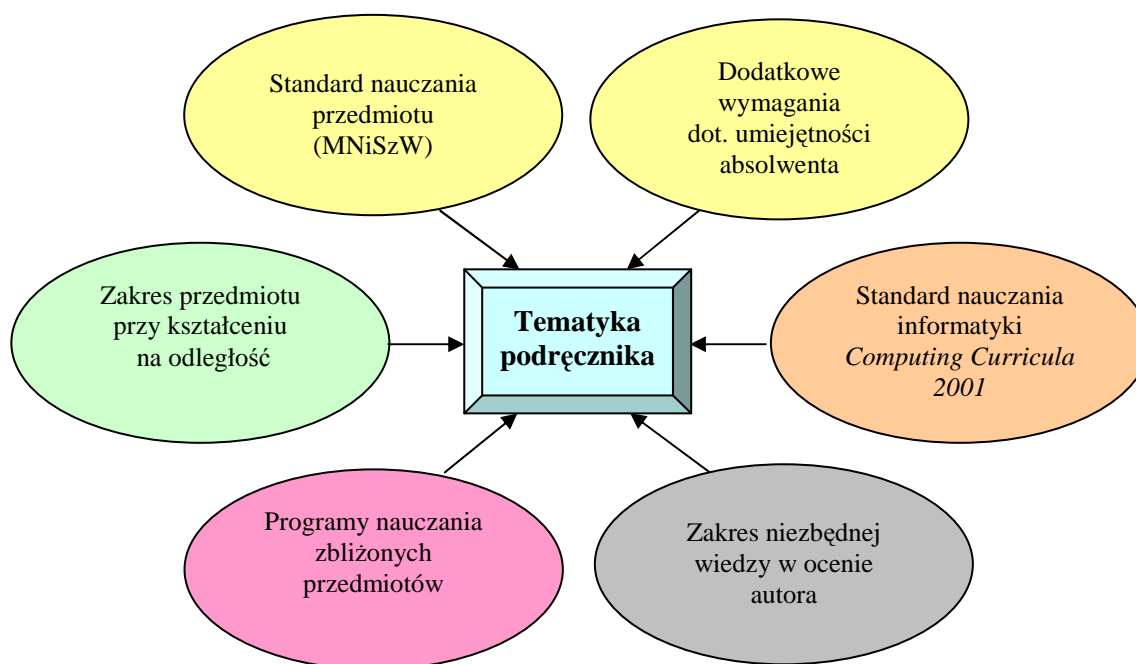 Standard nauczania
przedmiotu
(MNiSzW)
Dodatkowe
wymagania
dot. umiejętności
absolwenta
Zakres przedmiotu
przy kształceniu
na odległość
Tematyka
podręcznika
Standard nauczania
informatyki
Computing Curricula
2001
Programy nauczania
zbliżonych
przedmiotów
Zakres niezbędnej
wiedzy w ocenie
autora